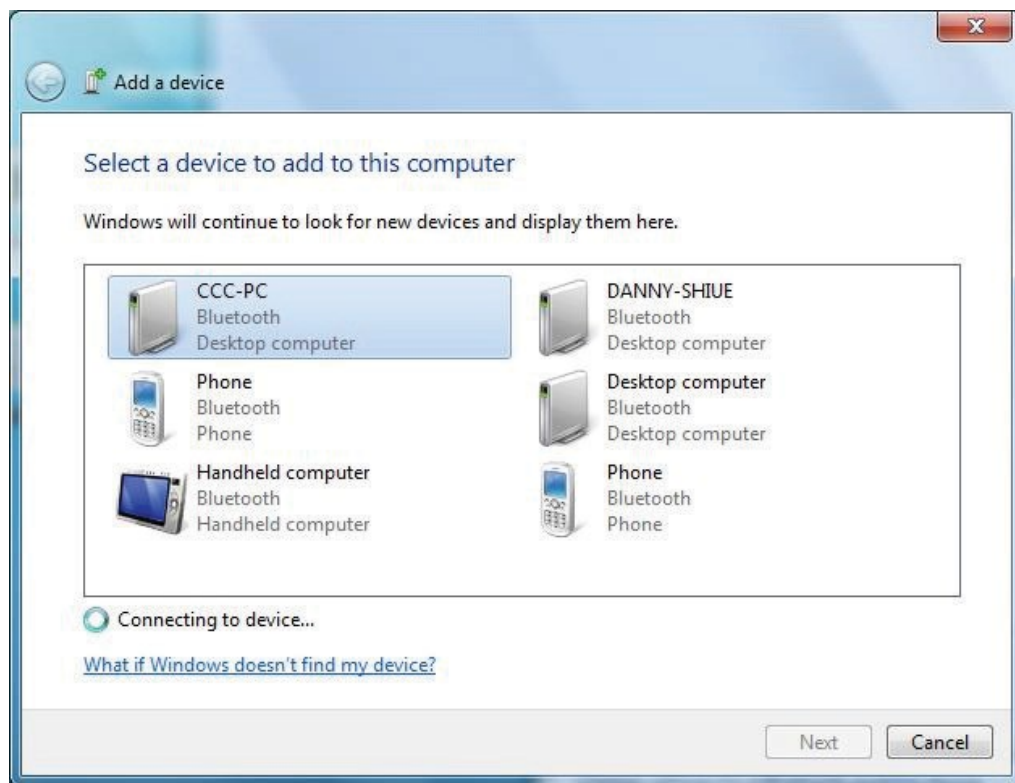 Add a device
Select a device to add to this computer
Windows will continue to look for new devices and display them here.
CCC-PC
Bluetooth
Desktop computer
DANNY-SHIUE
Bluetooth
Desktop computer
Phone
Bluetooth
Phone
Desktop computer
Bluetooth
Desktop computer
Handheld computer
Bluetooth
Handheld computer
Phone
Bluetooth
Phone
Connecting to device...
What if Windows doesn't find my device?
Next
Cancel